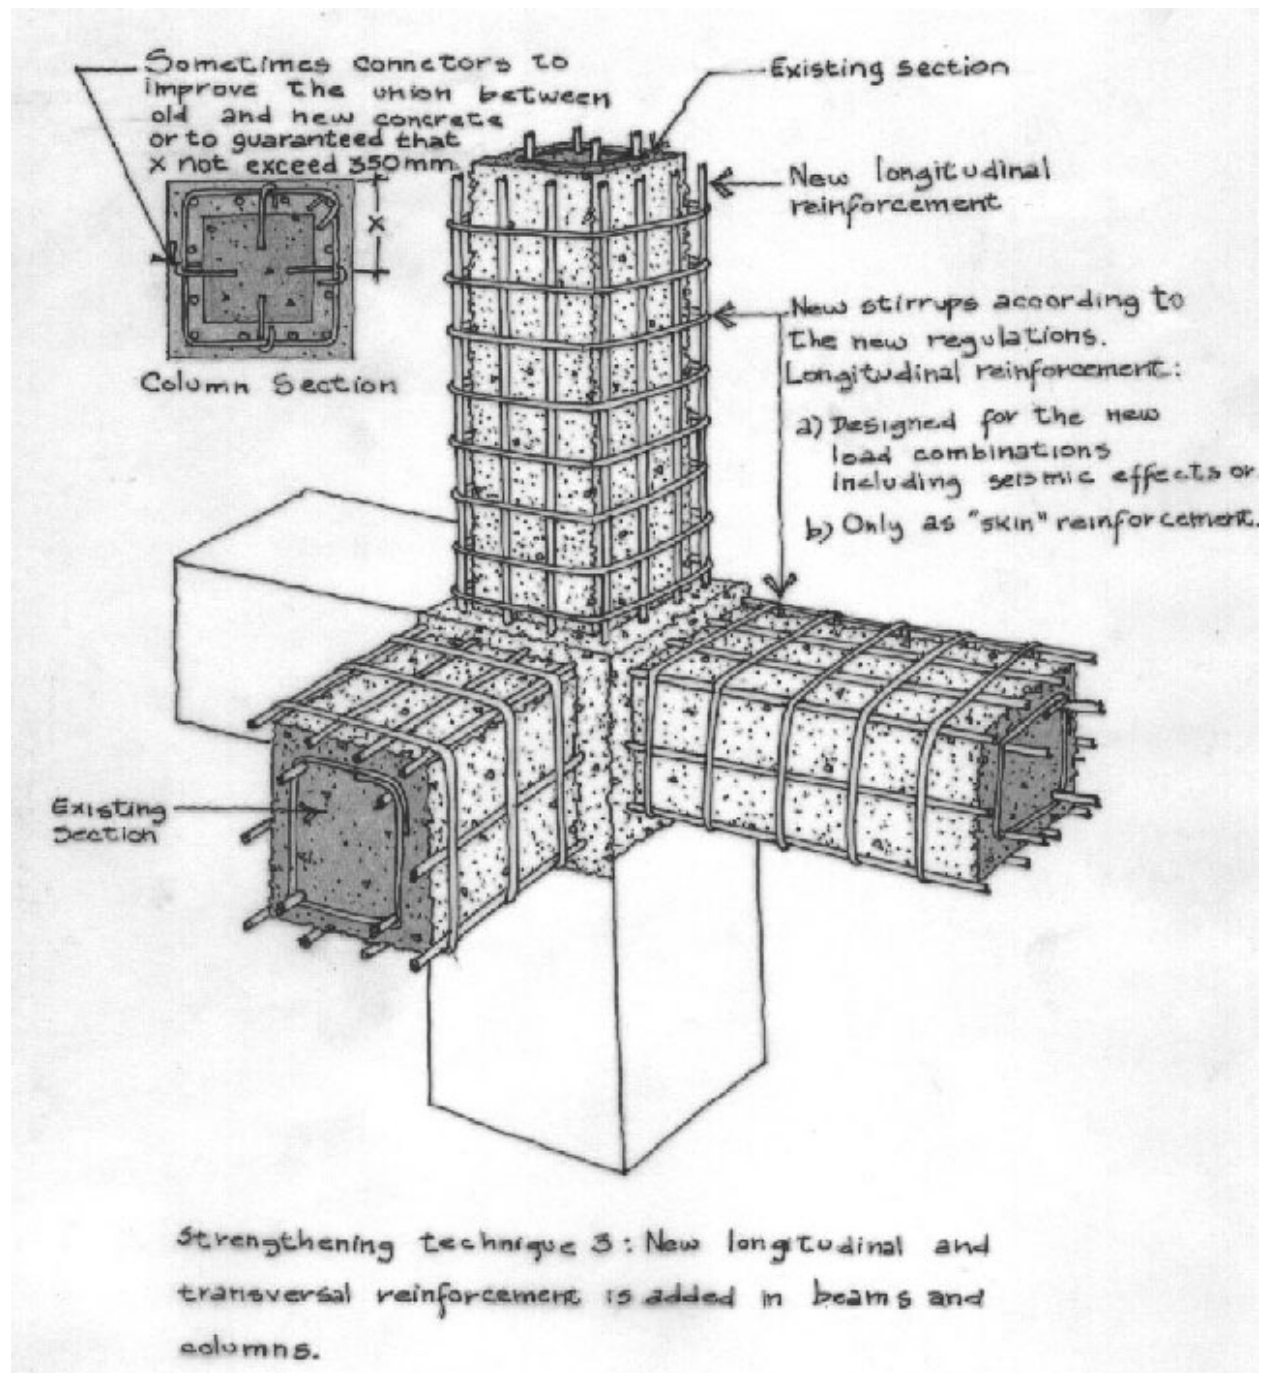 Sometimes connetors to
improve the union between
old and new concrete
or to guaranteed that
x not exceed 350mm
x
Column Section
Existing section
New longitudinal
reinforcement
New stirrups according to
the new regulations.
Longitudinal reinforcement:
a) Designed for the new
load combinations
including seismic effects or
b) Only as "skin" reinforcement.
Existing
Section
Strengthening technique 3: New longitudinal and
transversal reinforcement is added in beams and
columns.